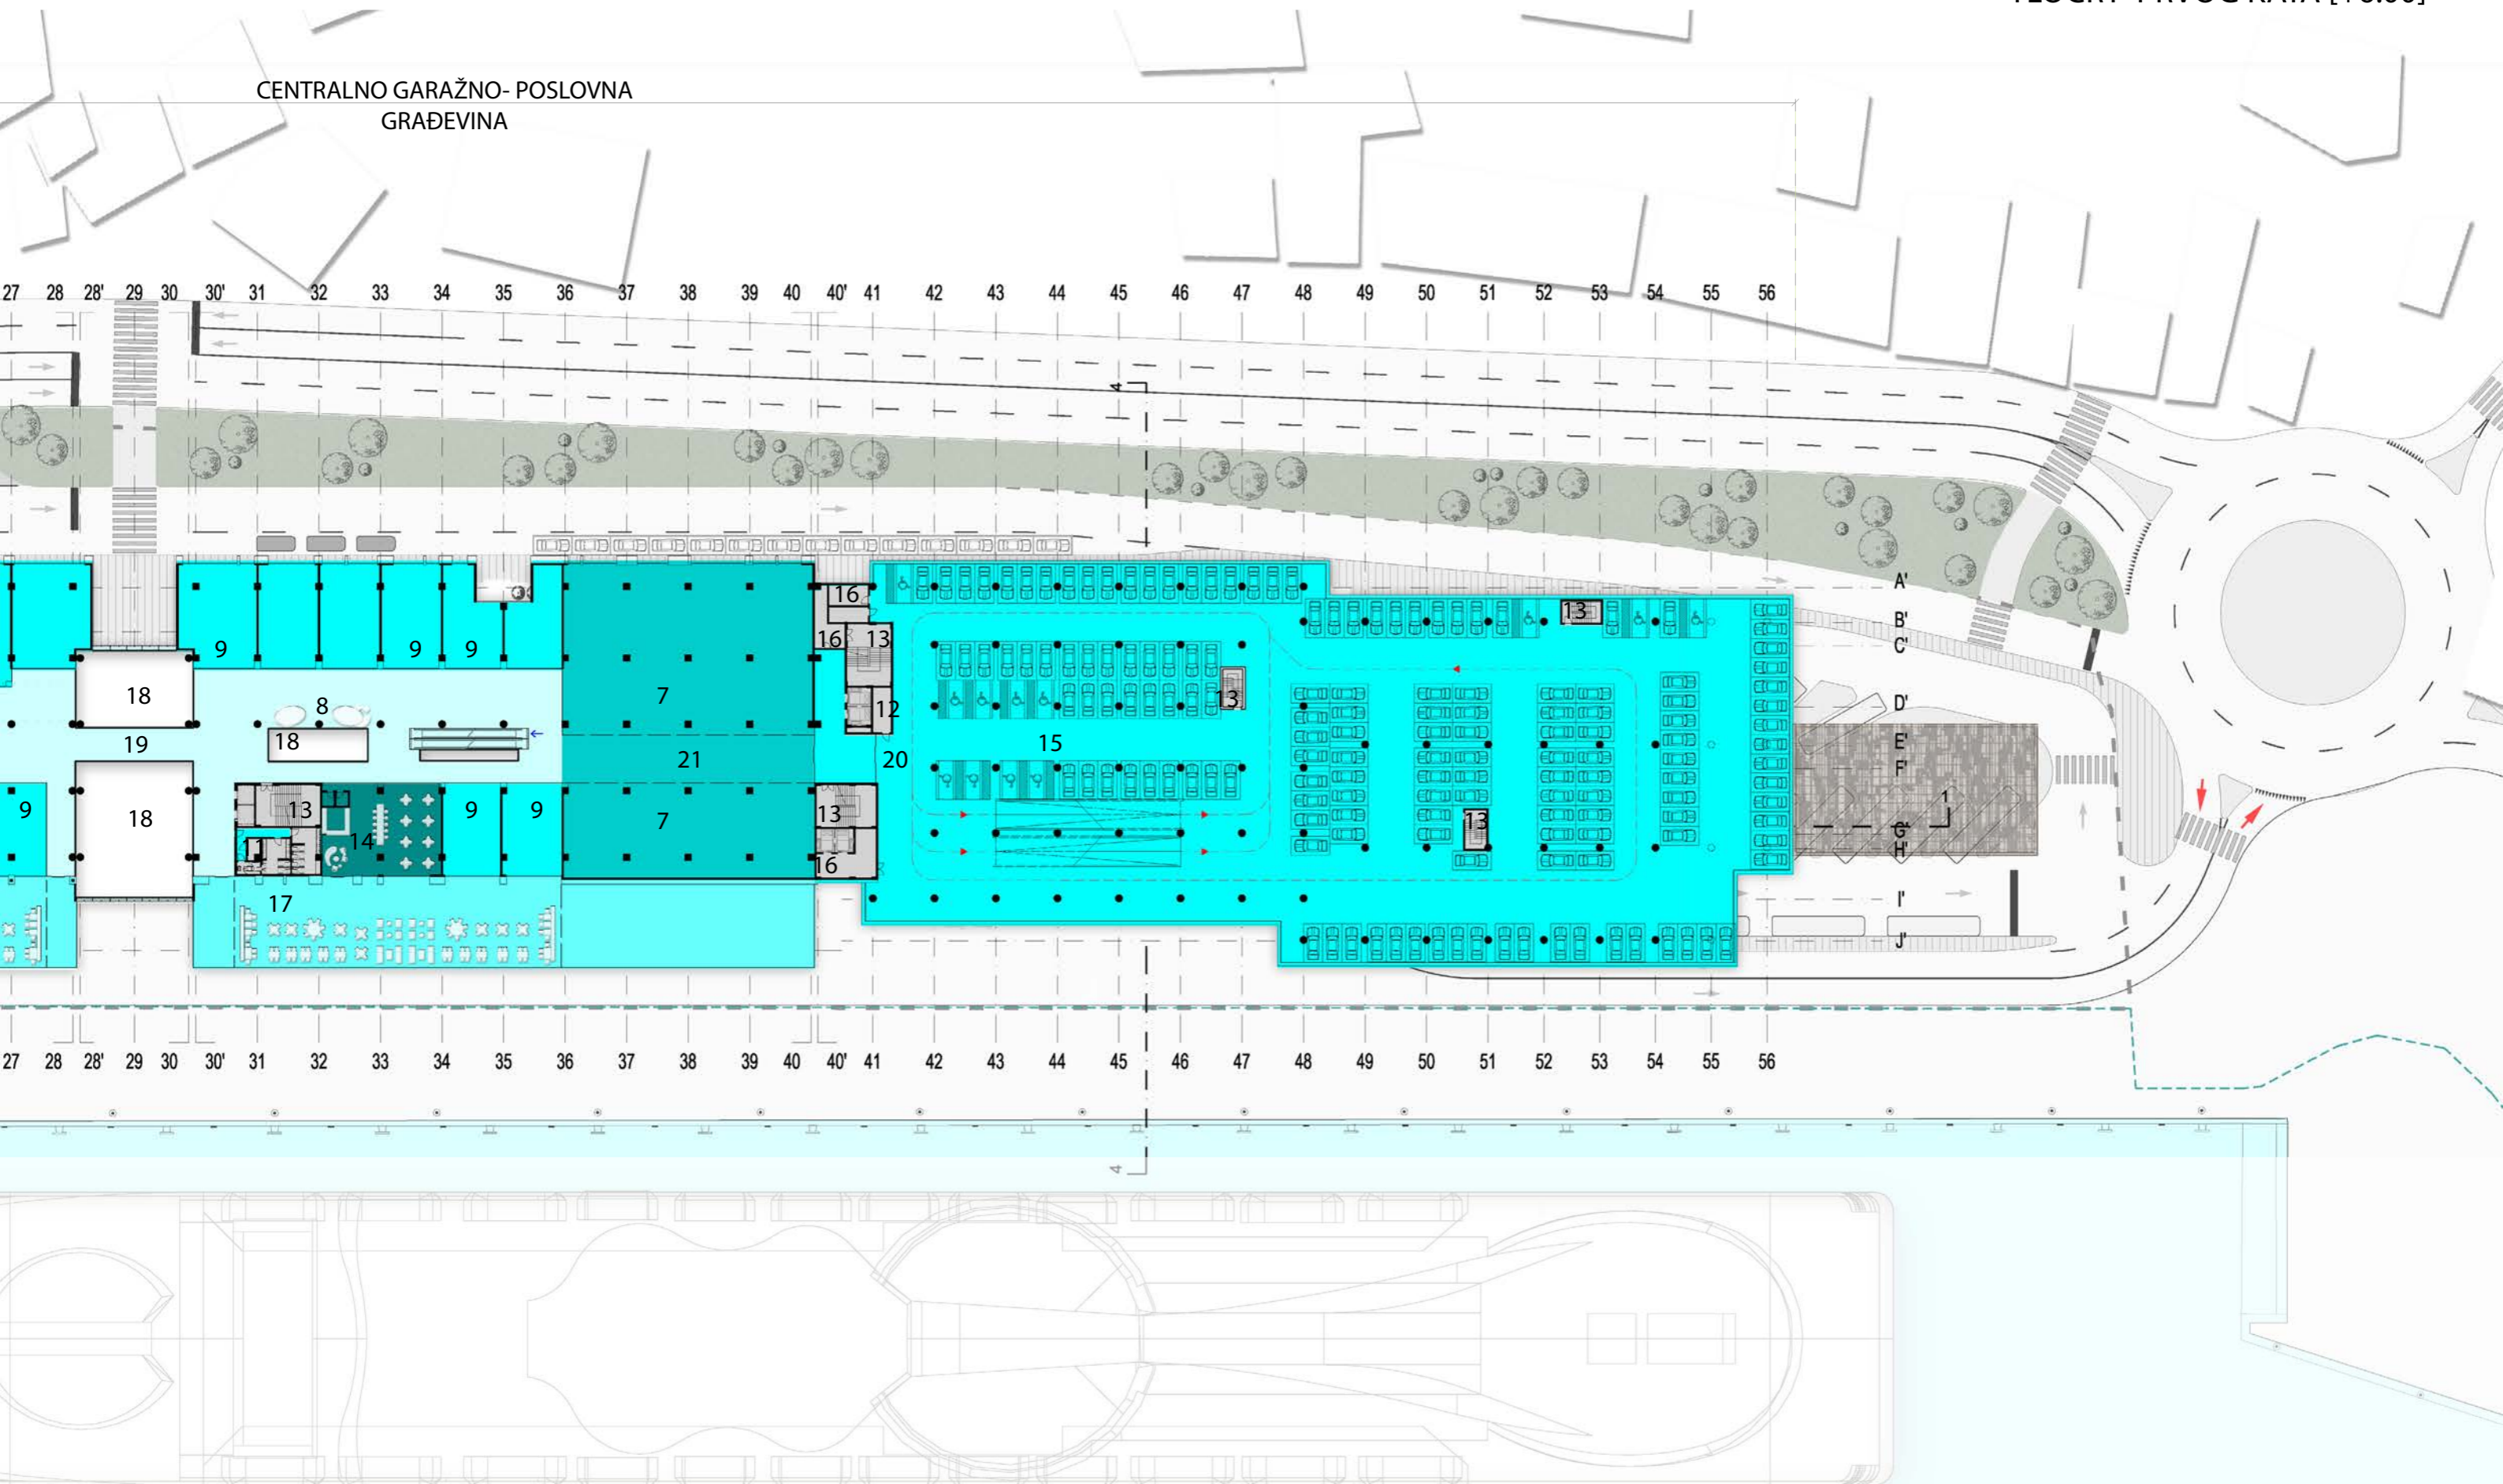 CENTRALNO GARAŽNO- POSLOVNA
GRAĐEVINA
27 28 28' 29 30 30' 31 32 33 34 35 36 37 38 39 40 40' 41 42 43 44 45 46 47 48 49 50 51 52 53 54 55 56
4
A'
16
13
B'
9 9 9 16 13
C'
18 8 7 12 13
D'
19 18 21 20 15
E'
F'
9 13 14 9 9 7 13 13
1
G'
H'
16
17
I'
J'
27 28 28' 29 30 30' 31 32 33 34 35 36 37 38 39 40 40' 41 42 43 44 45 46 47 48 49 50 51 52 53 54 55 56
18
4